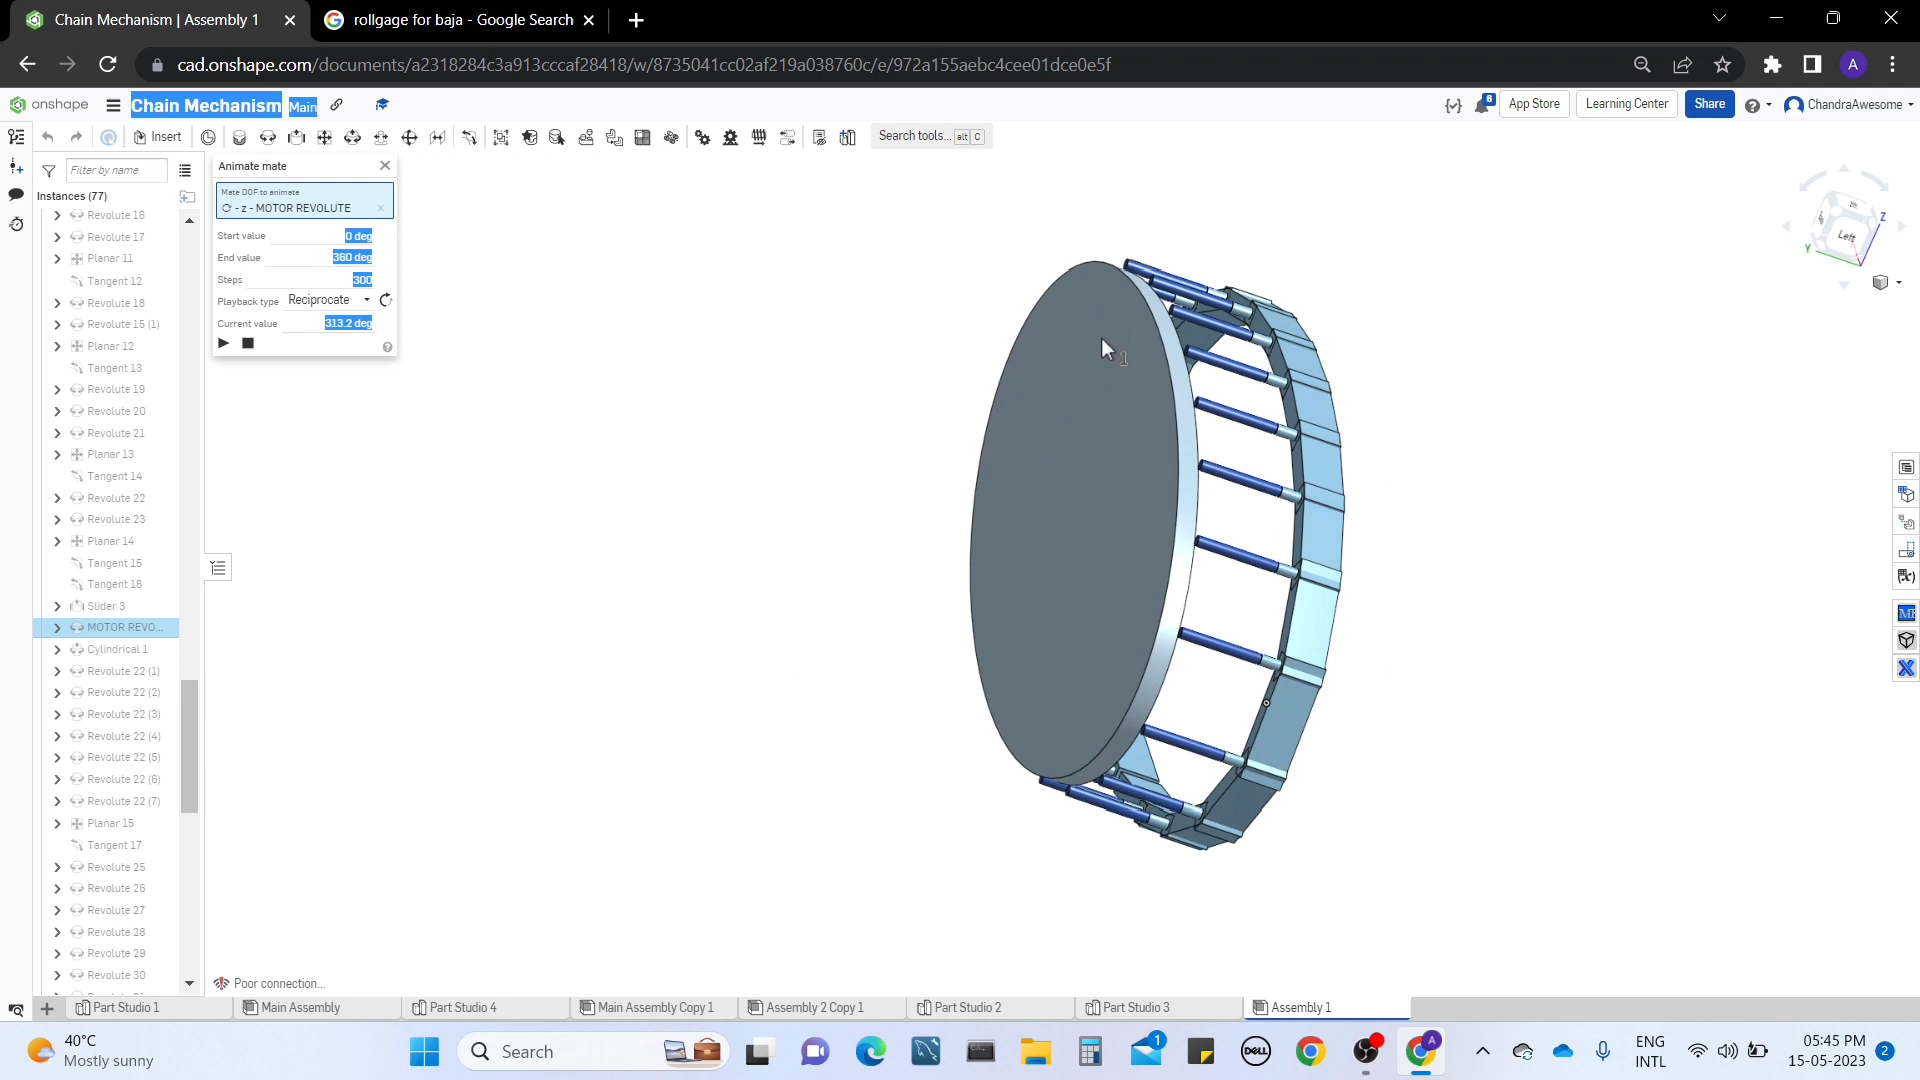 Chain Mechanism | Assembly 1
rollgage for baja - Google Search
cad.onshape.com/documents/a2318284c3a913cccaf28418/w/8735041cc02af219a038760c/e/972a155aebc4cee01dce0e5f
A
onshape
Chain Mechanism Main
6
App Store
Learning Center
Share
ChandraAwesome
Insert
Search tools... alt C
Filter by name
Instances (77)
Revolute 16
Revolute 17
Planar 11
Tangent 12
Revolute 18
Revolute 15 (1)
Planar 12
Tangent 13
Revolute 19
Revolute 20
Revolute 21
Planar 13
Tangent 14
Revolute 22
Revolute 23
Planar 14
Tangent 15
Tangent 16
Slider 3
MOTOR REVO...
Cylindrical 1
Revolute 22 (1)
Revolute 22 (2)
Revolute 22 (3)
Revolute 22 (4)
Revolute 22 (5)
Revolute 22 (6)
Revolute 22 (7)
Planar 15
Tangent 17
Revolute 25
Revolute 26
Revolute 27
Revolute 28
Revolute 29
Revolute 30
Animate mate
Mate DOF to animate
- z - MOTOR REVOLUTE
Start value 0 deg
End value 360 deg
Steps 300
Playback type Reciprocate
Current value 313.2 deg
1
Left
Z
Y
Poor connection...
Part Studio 1
Main Assembly
Part Studio 4
Main Assembly Copy 1
Assembly 2 Copy 1
Part Studio 2
Part Studio 3
Assembly 1
40°C
Mostly sunny
Search
1
DELL
A
ENG
INTL
05:45 PM
15-05-2023
2